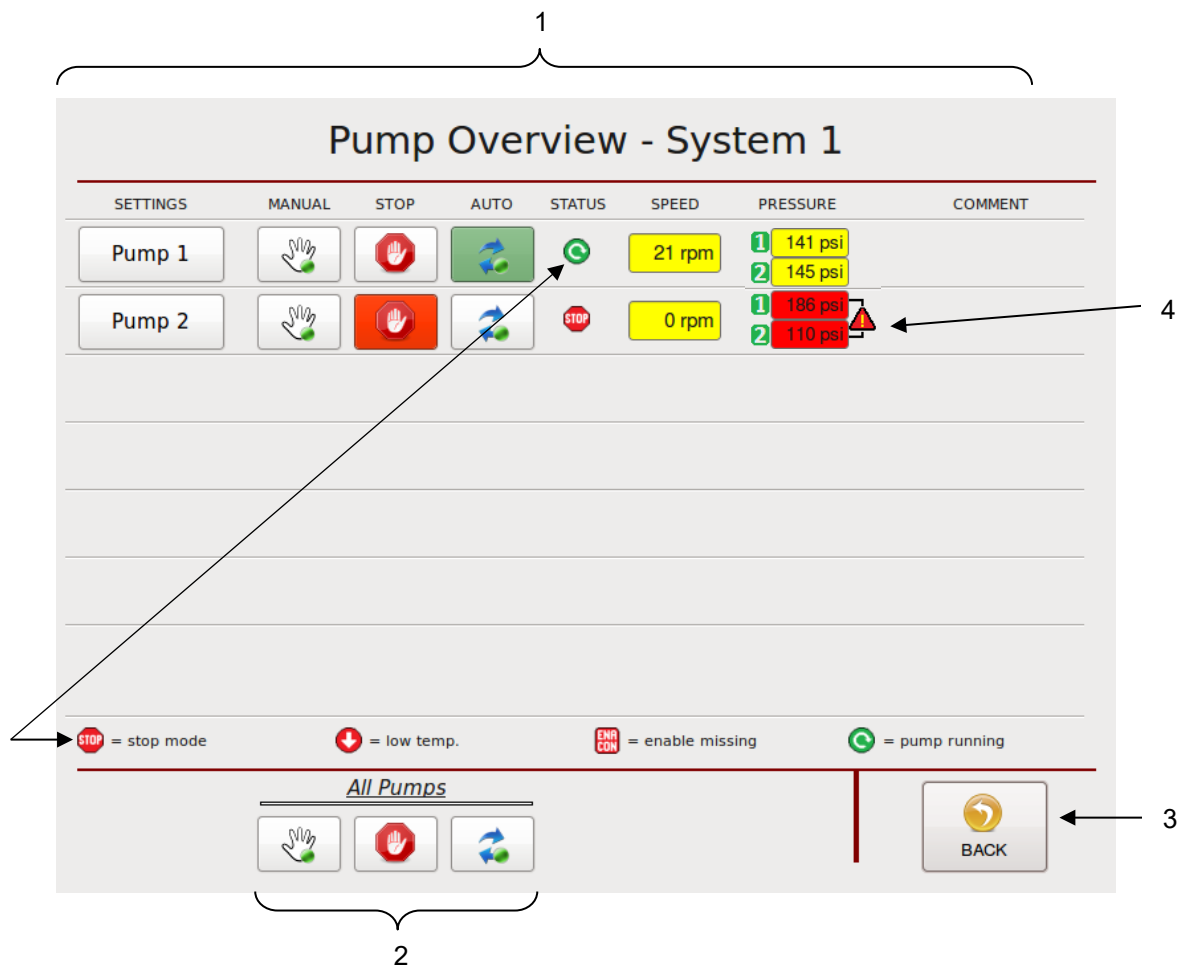 1
Pump Overview - System 1
SETTINGS MANUAL STOP AUTO STATUS SPEED PRESSURE COMMENT
Pump 1 21 rpm 1 141 psi
2 145 psi
Pump 2 STOP 0 rpm 1 186 psi
2 110 psi
4
STOP = stop mode = low temp. ENA CON = enable missing = pump running
All Pumps
BACK
3
2